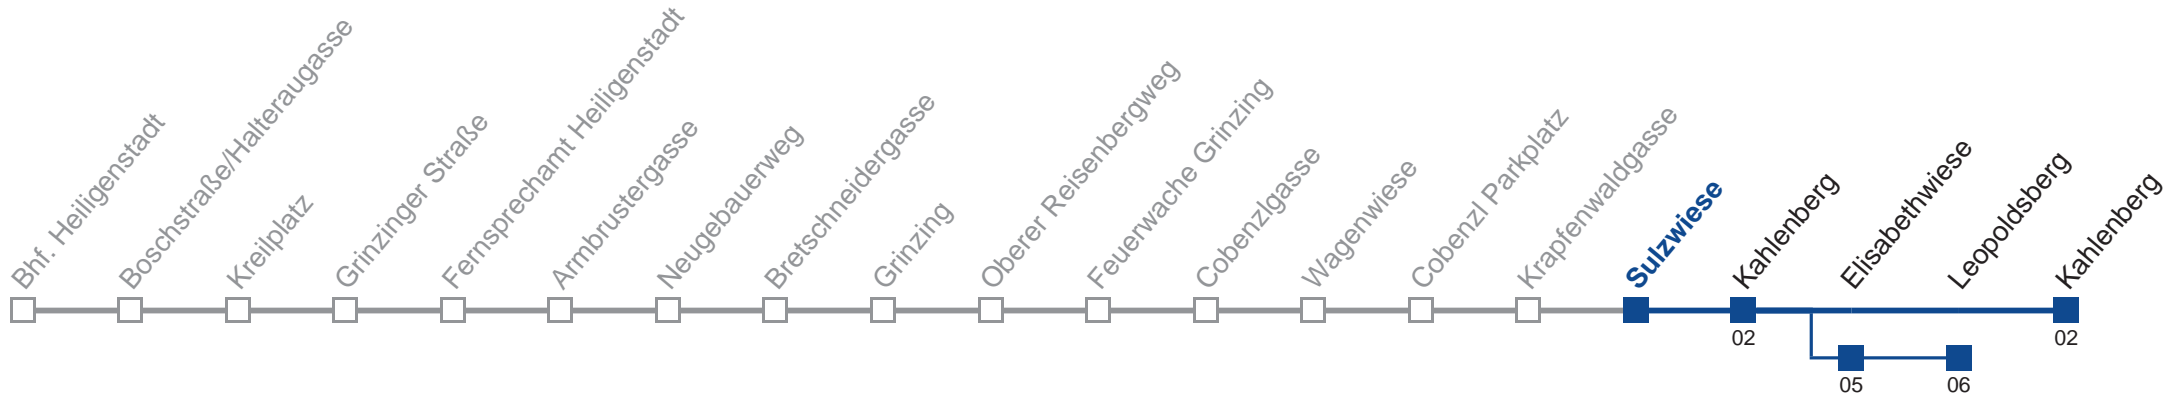 Bhf. Heiligenstadt
Boschstraße/Halteraugasse
Kreilplatz
Grinzinger Straße
Fernsprechamt Heiligenstadt
Armbrustergasse
Neugebauerweg
Bretschneidergasse
Grinzing
Oberer Reisenbergweg
Feuerwache Grinzing
Cobenzlgasse
Wagenwiese
Cobenzl Parkplatz
Krapfenwaldgasse
Sulzwiese
Kahlenberg
Elisabethwiese
Leopoldsberg
Kahlenberg
02
02
05
06